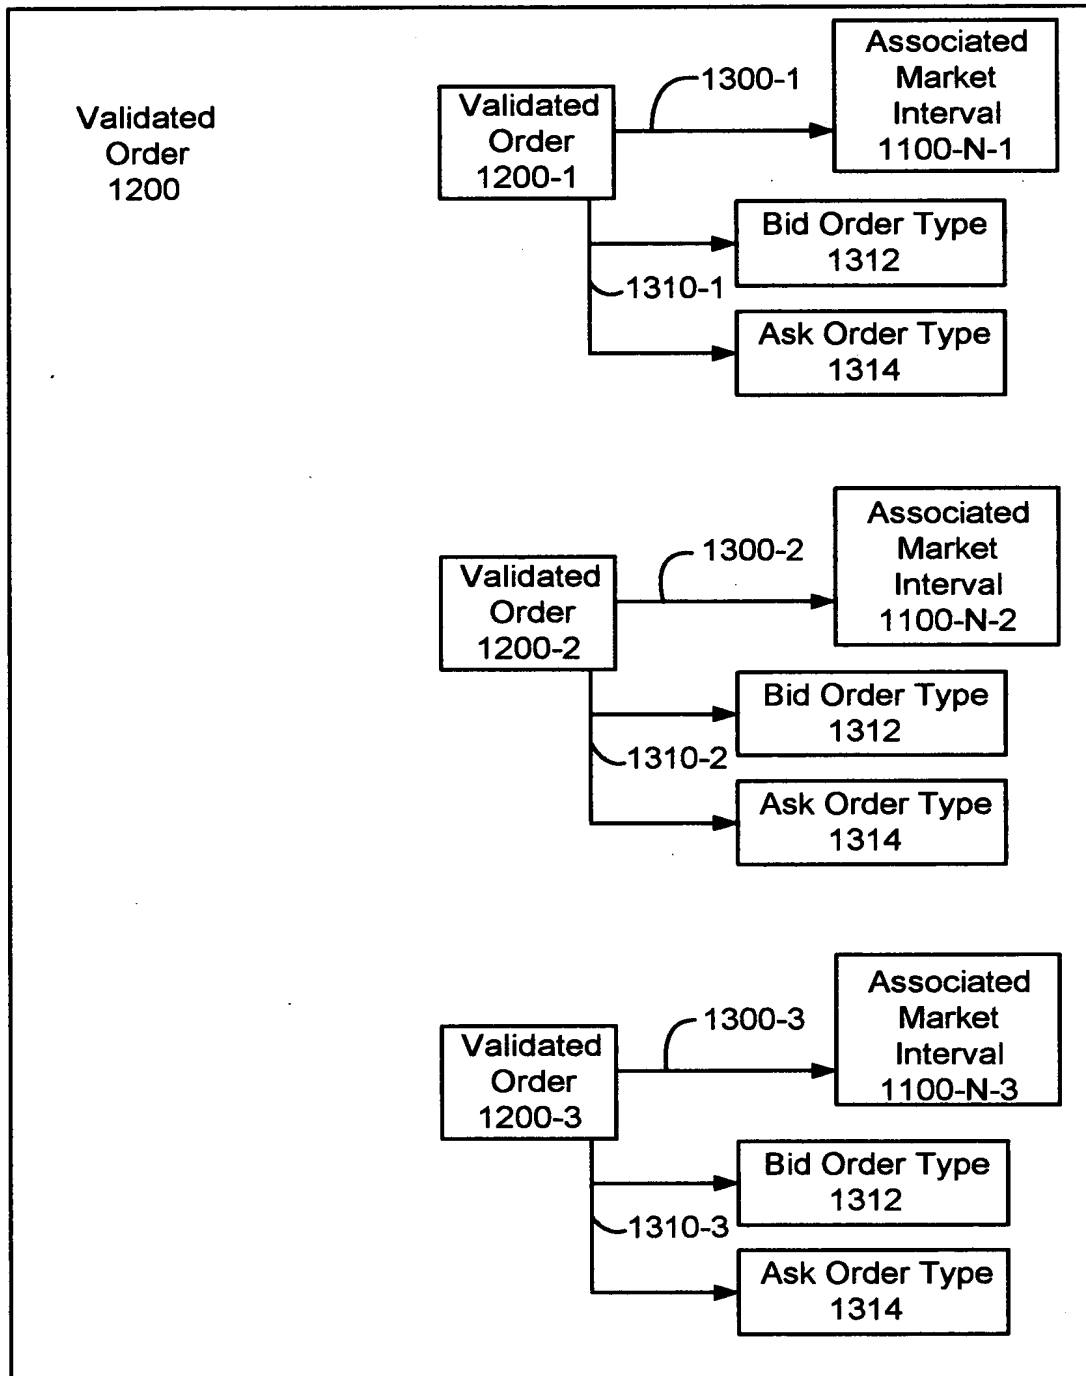 Validated
Order
1200
1300-1
Associated
Market
Interval
1100-N-1
Validated
Order
1200-1
Bid Order Type
1312
1310-1
Ask Order Type
1314
1300-2
Associated
Market
Interval
1100-N-2
Validated
Order
1200-2
Bid Order Type
1312
1310-2
Ask Order Type
1314
1300-3
Associated
Market
Interval
1100-N-3
Validated
Order
1200-3
Bid Order Type
1312
1310-3
Ask Order Type
1314